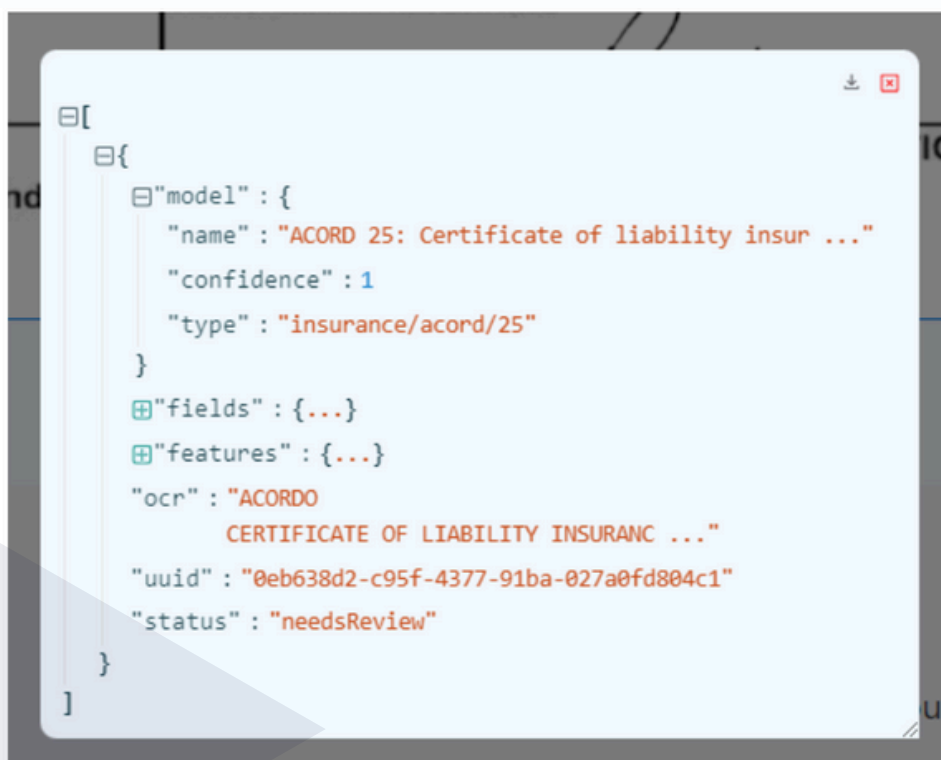 [
{
"model" : {
"name" : "ACORD 25: Certificate of liability insur ..."
"confidence" : 1
"type" : "insurance/acord/25"
}
"fields" : {...}
"features" : {...}
"ocr" : "ACORDO
CERTIFICATE OF LIABILITY INSURANC ..."
"uuid" : "0eb638d2-c95f-4377-91ba-027a0fd804c1"
"status" : "needsReview"
}
]